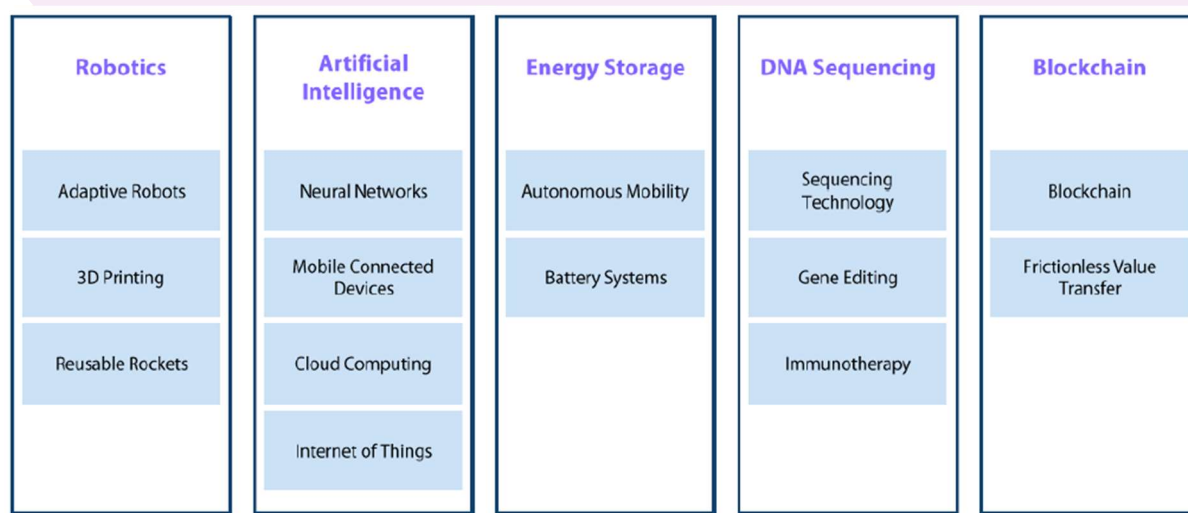 Robotics
Adaptive Robots
3D Printing
Reusable Rockets
Artificial
Intelligence
Neural Networks
Mobile Connected
Devices
Cloud Computing
Internet of Things
Energy Storage
Autonomous Mobility
Battery Systems
DNA Sequencing
Sequencing
Technology
Gene Editing
Immunotherapy
Blockchain
Blockchain
Frictionless Value
Transfer